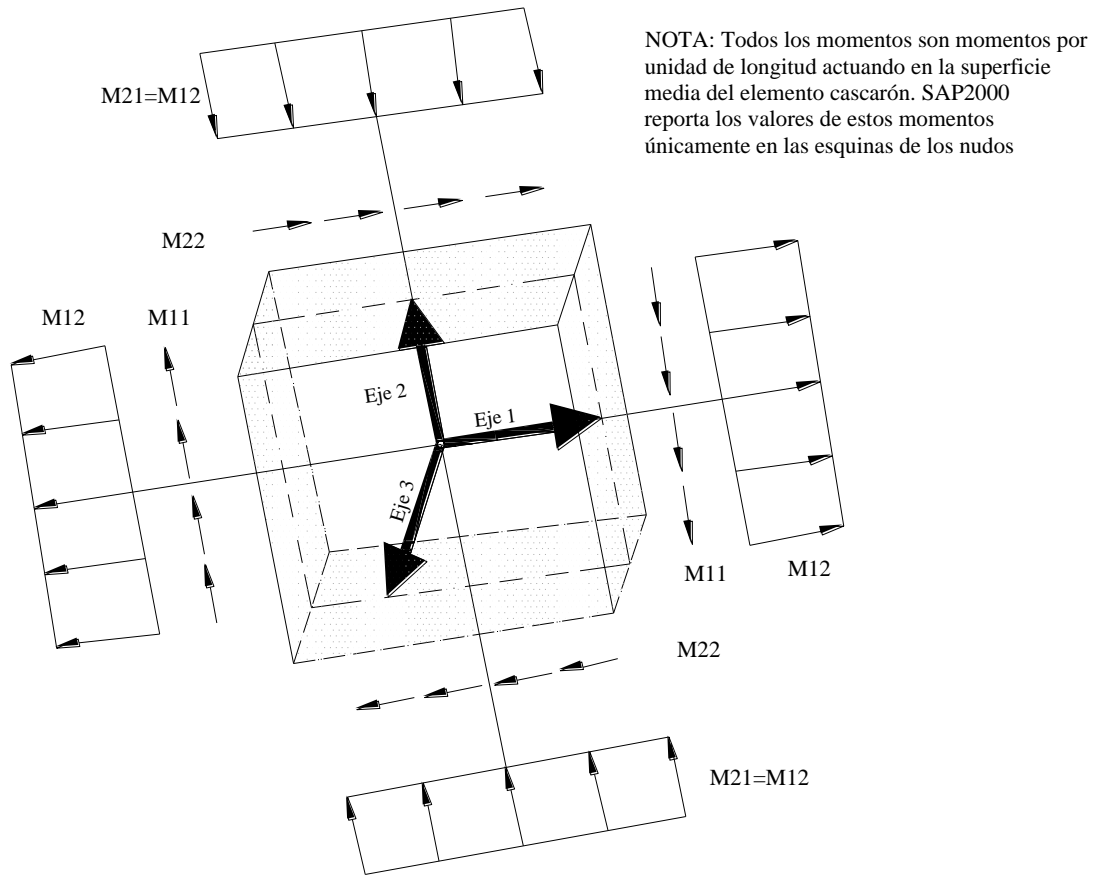 NOTA: Todos los momentos son momentos por
unidad de longitud actuando en la superficie
media del elemento cascarón. SAP2000
reporta los valores de estos momentos
únicamente en las esquinas de los nudos
M21=M12
M22
M12
M11
Eje 2
Eje 1
Eje 3
M11
M12
M22
M21=M12